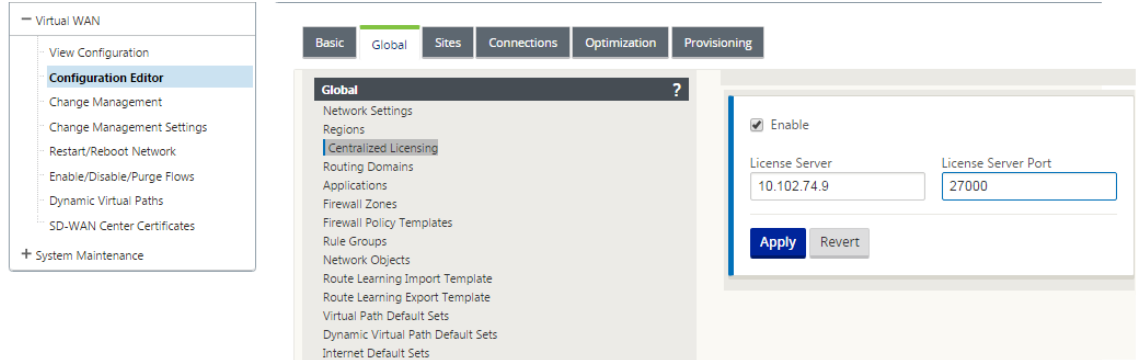 Virtual WAN
View Configuration
Configuration Editor
Change Management
Change Management Settings
Restart/Reboot Network
Enable/Disable/Purge Flows
Dynamic Virtual Paths
SD-WAN Center Certificates
System Maintenance
Basic Global Sites Connections Optimization Provisioning
Global ?
Network Settings
Regions
Centralized Licensing
Routing Domains
Applications
Firewall Zones
Firewall Policy Templates
Rule Groups
Network Objects
Route Learning Import Template
Route Learning Export Template
Virtual Path Default Sets
Dynamic Virtual Path Default Sets
Internet Default Sets
Enable
License Server License Server Port
10.102.74.9 27000
Apply Revert